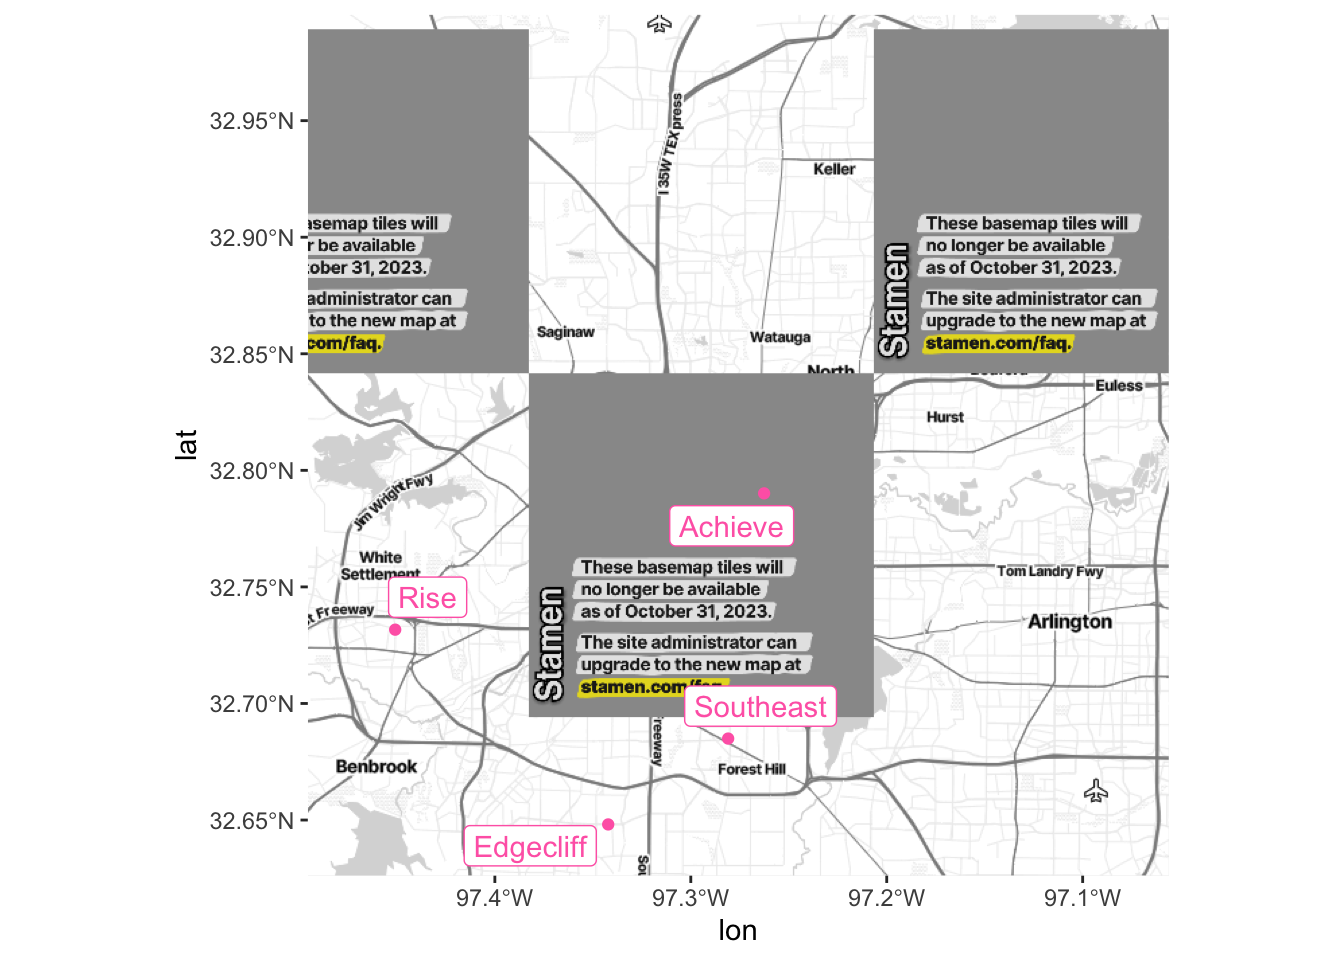 I 35W TEX press
32.95°N
Keller
asemap tiles will
These basemap tiles will
32.90°N
r be available
no longer be available
tober 31, 2023.
as of October 31, 2023.
Stamen
administrator can
The site administrator can
to the new map at
upgrade to the new map at
com/faq.
stamen.com/faq.
Saginaw
Watauga
32.85°N
North
Euless
Hurst
lat
32.80°N
Jim Wright Fwy
Achieve
White
Settlement
These basemap tiles will
no longer be available
as of October 31, 2023.
Stamen
The site administrator can
upgrade to the new map at
stamen.com/faq.
Tom Landry Fwy
32.75°N
Rise
t Freeway
Arlington
32.70°N
Southeast
reeway
Forest Hill
Benbrook
32.65°N
Edgecliff
Sou
97.4°W
97.3°W
97.2°W
97.1°W
lon